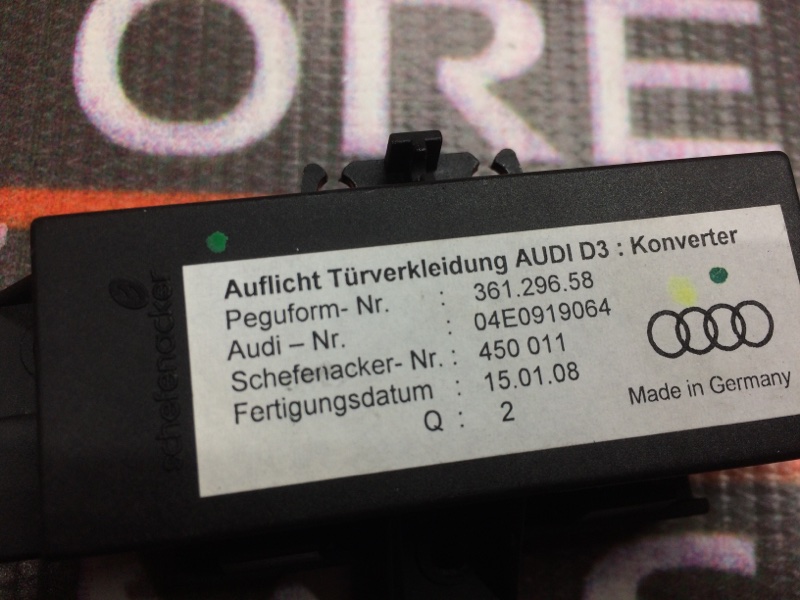 ORE
schefenacker
Auflicht Türverkleidung AUDI D3 : Konverter
Peguform- Nr. : 361.296.58
Audi – Nr. : 04E0919064
Schefenacker- Nr. : 450 011
Fertigungsdatum : 15.01.08
Q : 2
Made in Germany